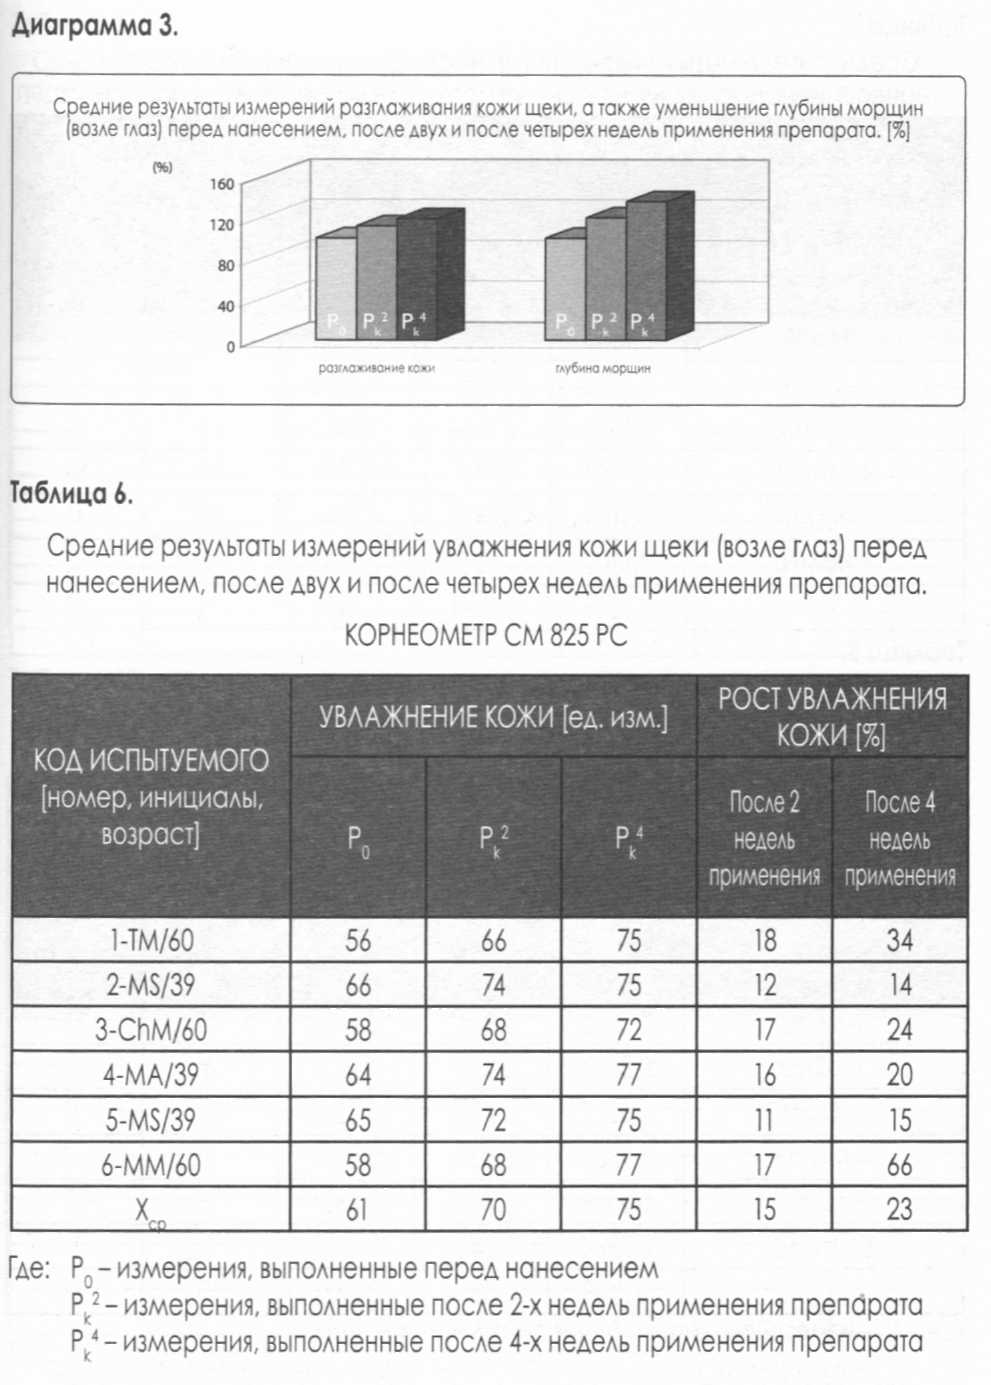 Диаграмма 3.
Средние результаты измерений разглаживания кожи щеки, а также уменьшение глубины морщин
(возле глаз) перед нанесением, после двух и после четырех недель применения препарата. [%]
(%)
160
120
80
40
0
P0 Pk2 Pk4
P0 Pk2 Pk4
разглаживание кожи
глубина морщин
Таблица 6.
Средние результаты измерений увлажнения кожи щеки (возле глаз) перед
нанесением, после двух и после четырех недель применения препарата.
КОРНЕОМЕТР СМ 825 РС
КОД ИСПЫТУЕМОГО
[номер, инициалы,
возраст]
УВЛАЖНЕНИЕ КОЖИ [ед. изм.]
РОСТ УВЛАЖНЕНИЯ
КОЖИ [%]
P0
Pk2
Pk4
После 2
недель
применения
После 4
недель
применения
1-TM/60 56 66 75 18 34
2-MS/39 66 74 75 12 14
3-ChM/60 58 68 72 17 24
4-MA/39 64 74 77 16 20
5-MS/39 65 72 75 11 15
6-MM/60 58 68 77 17 66
Xср 61 70 75 15 23
Где: P0 – измерения, выполненные перед нанесением
Pk2 – измерения, выполненные после 2-х недель применения препарата
Pk4 – измерения, выполненные после 4-х недель применения препарата